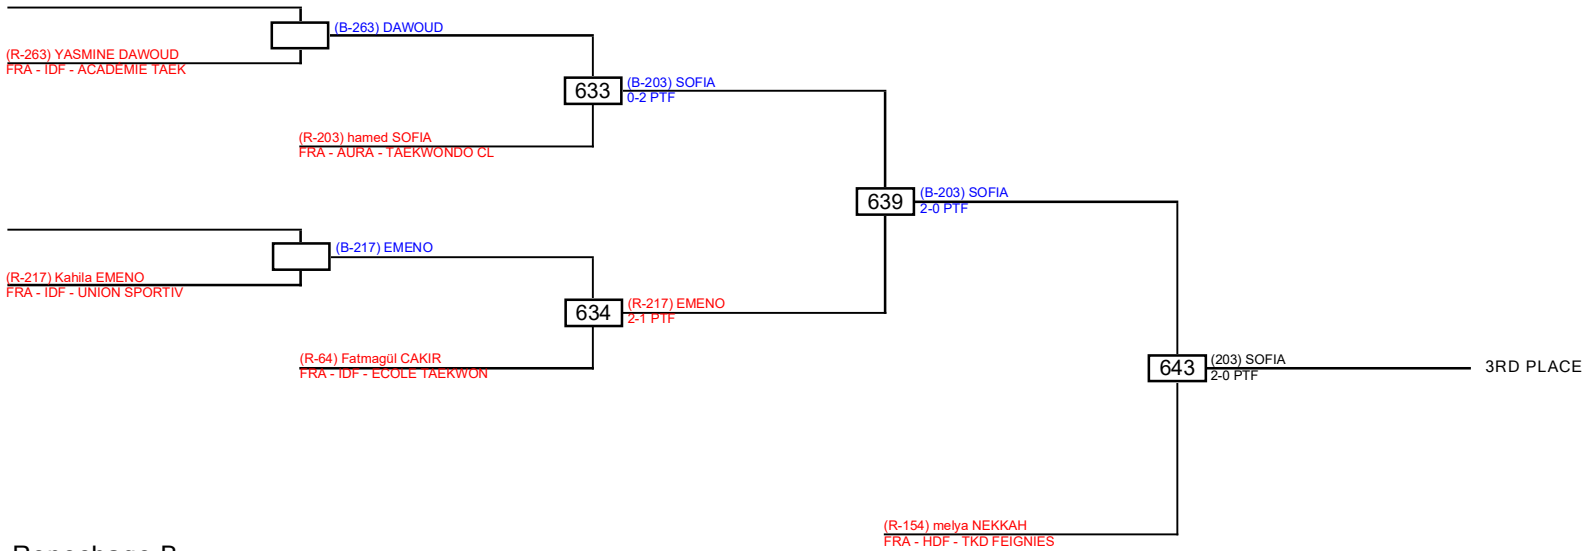 (B-263) DAWOUD
(R-263) YASMINE DAWOUD
FRA - IDF - ACADEMIE TAEK
633
(B-203) SOFIA
0-2 PTF
(R-203) hamed SOFIA
FRA - AURA - TAEKWONDO CL
639
(B-203) SOFIA
2-0 PTF
(B-217) EMENO
(R-217) Kahila EMENO
FRA - IDF - UNION SPORTIV
634
(R-217) EMENO
2-1 PTF
(R-64) Fatmagül CAKIR
FRA - IDF - ECOLE TAEKWON
643
(203) SOFIA
2-0 PTF
3RD PLACE
(R-154) melya NEKKAH
FRA - HDF - TKD FEIGNIES
Repechage B